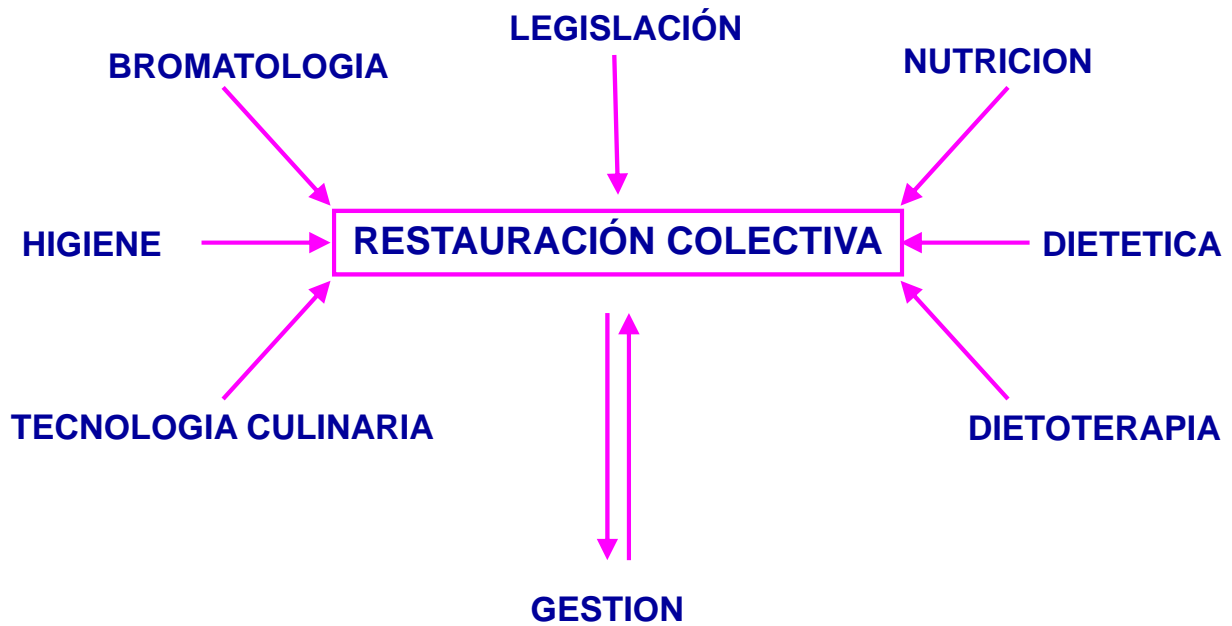 LEGISLACIÓN
BROMATOLOGIA
NUTRICION
HIGIENE
RESTAURACIÓN COLECTIVA
DIETETICA
TECNOLOGIA CULINARIA
DIETOTERAPIA
GESTION